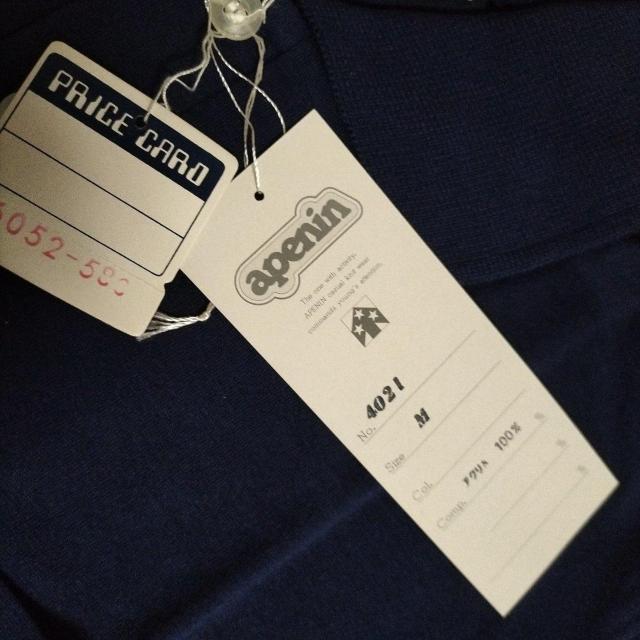 PRICE CARD
6052-580
apenin
The one with activity.
APENIN casual knit wear
commands young's attention.
No. 4021
Size M
Col.
Comp. アクリル 100%